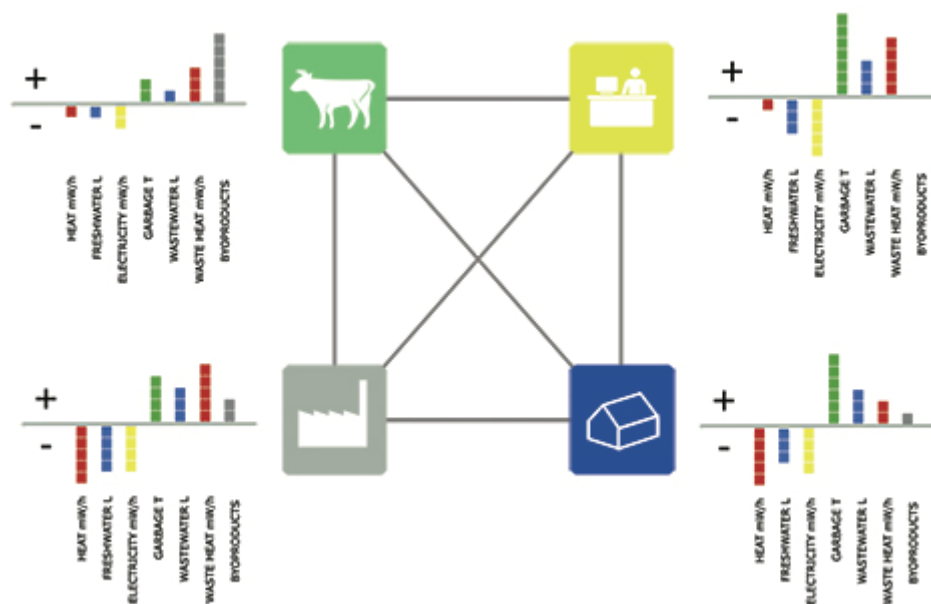 +
-
HEAT mW/h
FRESHWATER L
ELECTRICITY mW/h
GARBAGE T
WASTEWATER L
WASTE HEAT mW/h
BYOPRODUCTS
+
-
HEAT mW/h
FRESHWATER L
ELECTRICITY mW/h
GARBAGE T
WASTEWATER L
WASTE HEAT mW/h
BYOPRODUCTS
+
-
HEAT mW/h
FRESHWATER L
ELECTRICITY mW/h
GARBAGE T
WASTEWATER L
WASTE HEAT mW/h
BYOPRODUCTS
+
-
HEAT mW/h
FRESHWATER L
ELECTRICITY mW/h
GARBAGE T
WASTEWATER L
WASTE HEAT mW/h
BYOPRODUCTS